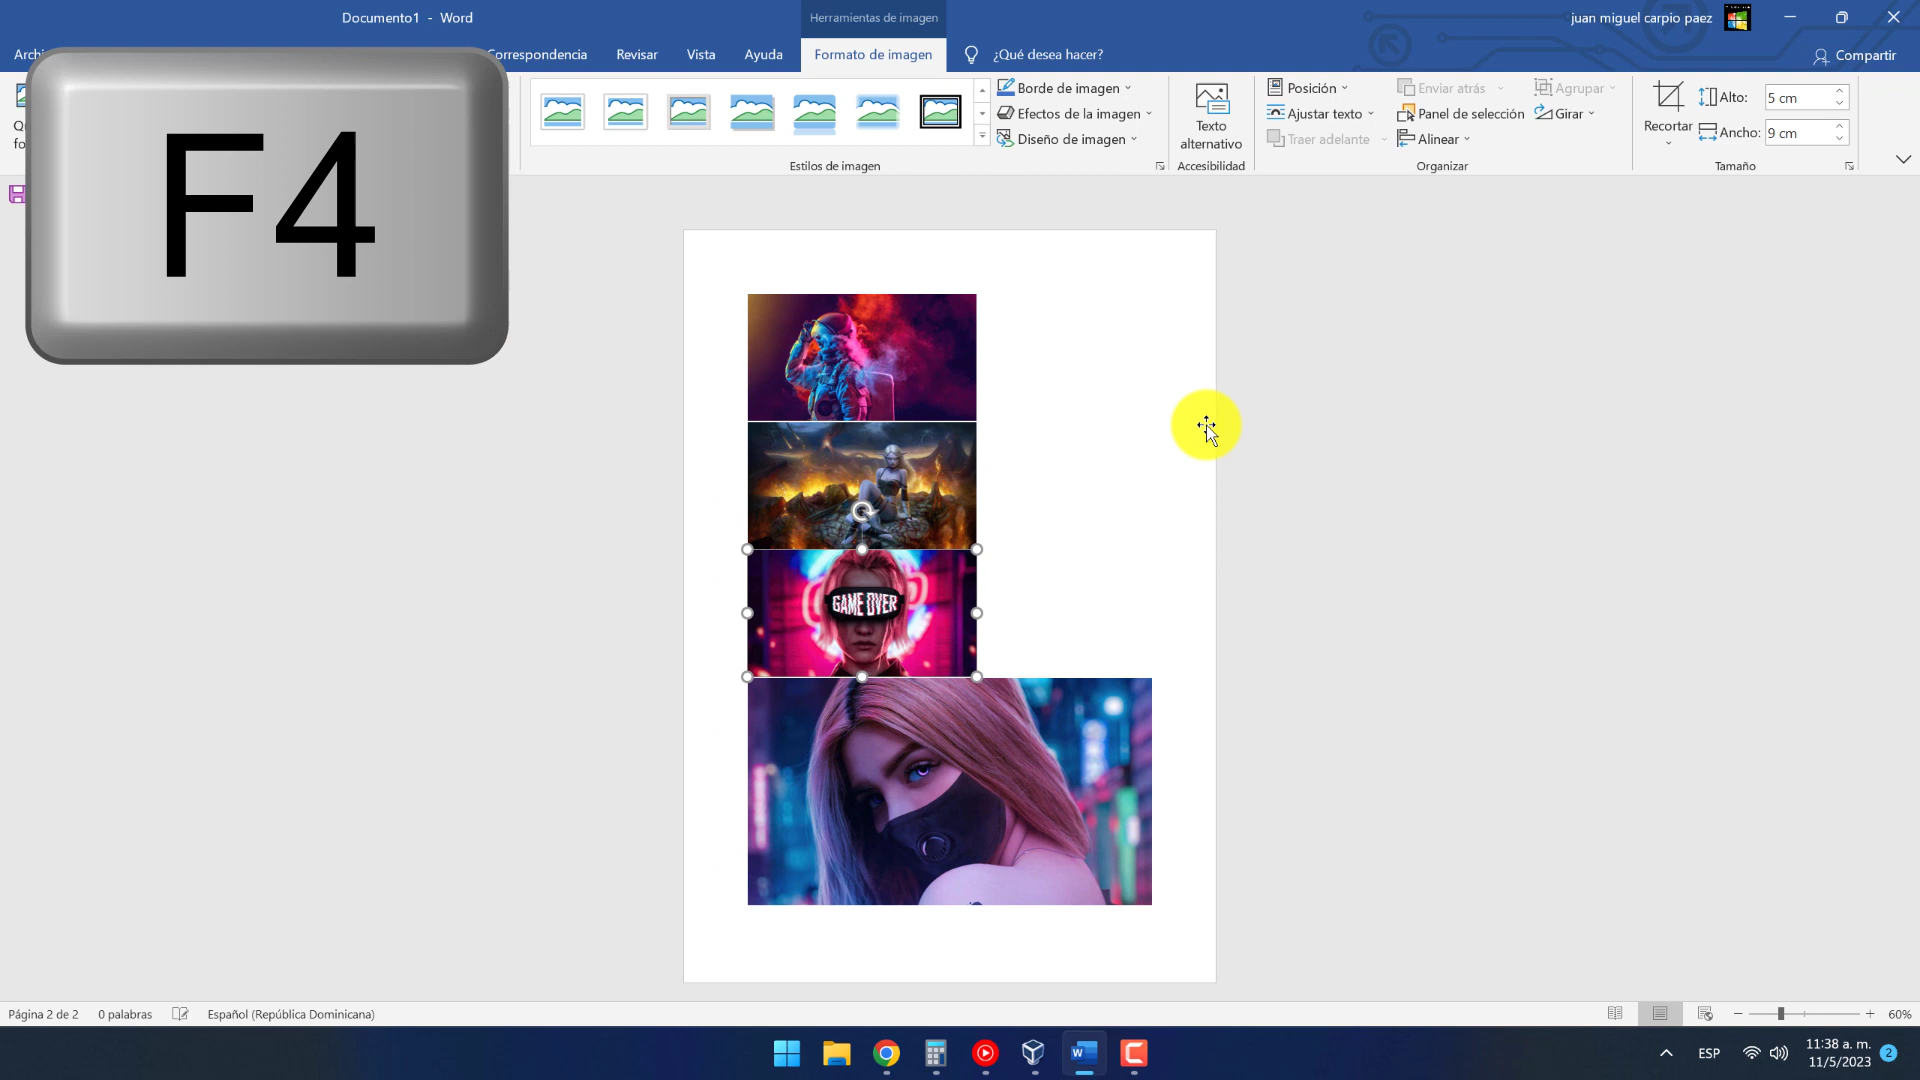 Documento1 - Word
Herramientas de imagen
juan miguel carpio paez
Archi
Correspondencia
Revisar
Vista
Ayuda
Formato de imagen
¿Qué desea hacer?
Compartir
F4
Borde de imagen
Efectos de la imagen
Diseño de imagen
Estilos de imagen
Texto
alternativo
Accesibilidad
Posición
Ajustar texto
Traer adelante
Enviar atrás
Panel de selección
Alinear
Agrupar
Girar
Organizar
Recortar
Alto:
5 cm
Ancho:
9 cm
Tamaño
GAME OVER
Página 2 de 2
0 palabras
Español (República Dominicana)
60%
ESP
11:38 a. m.
11/5/2023
2